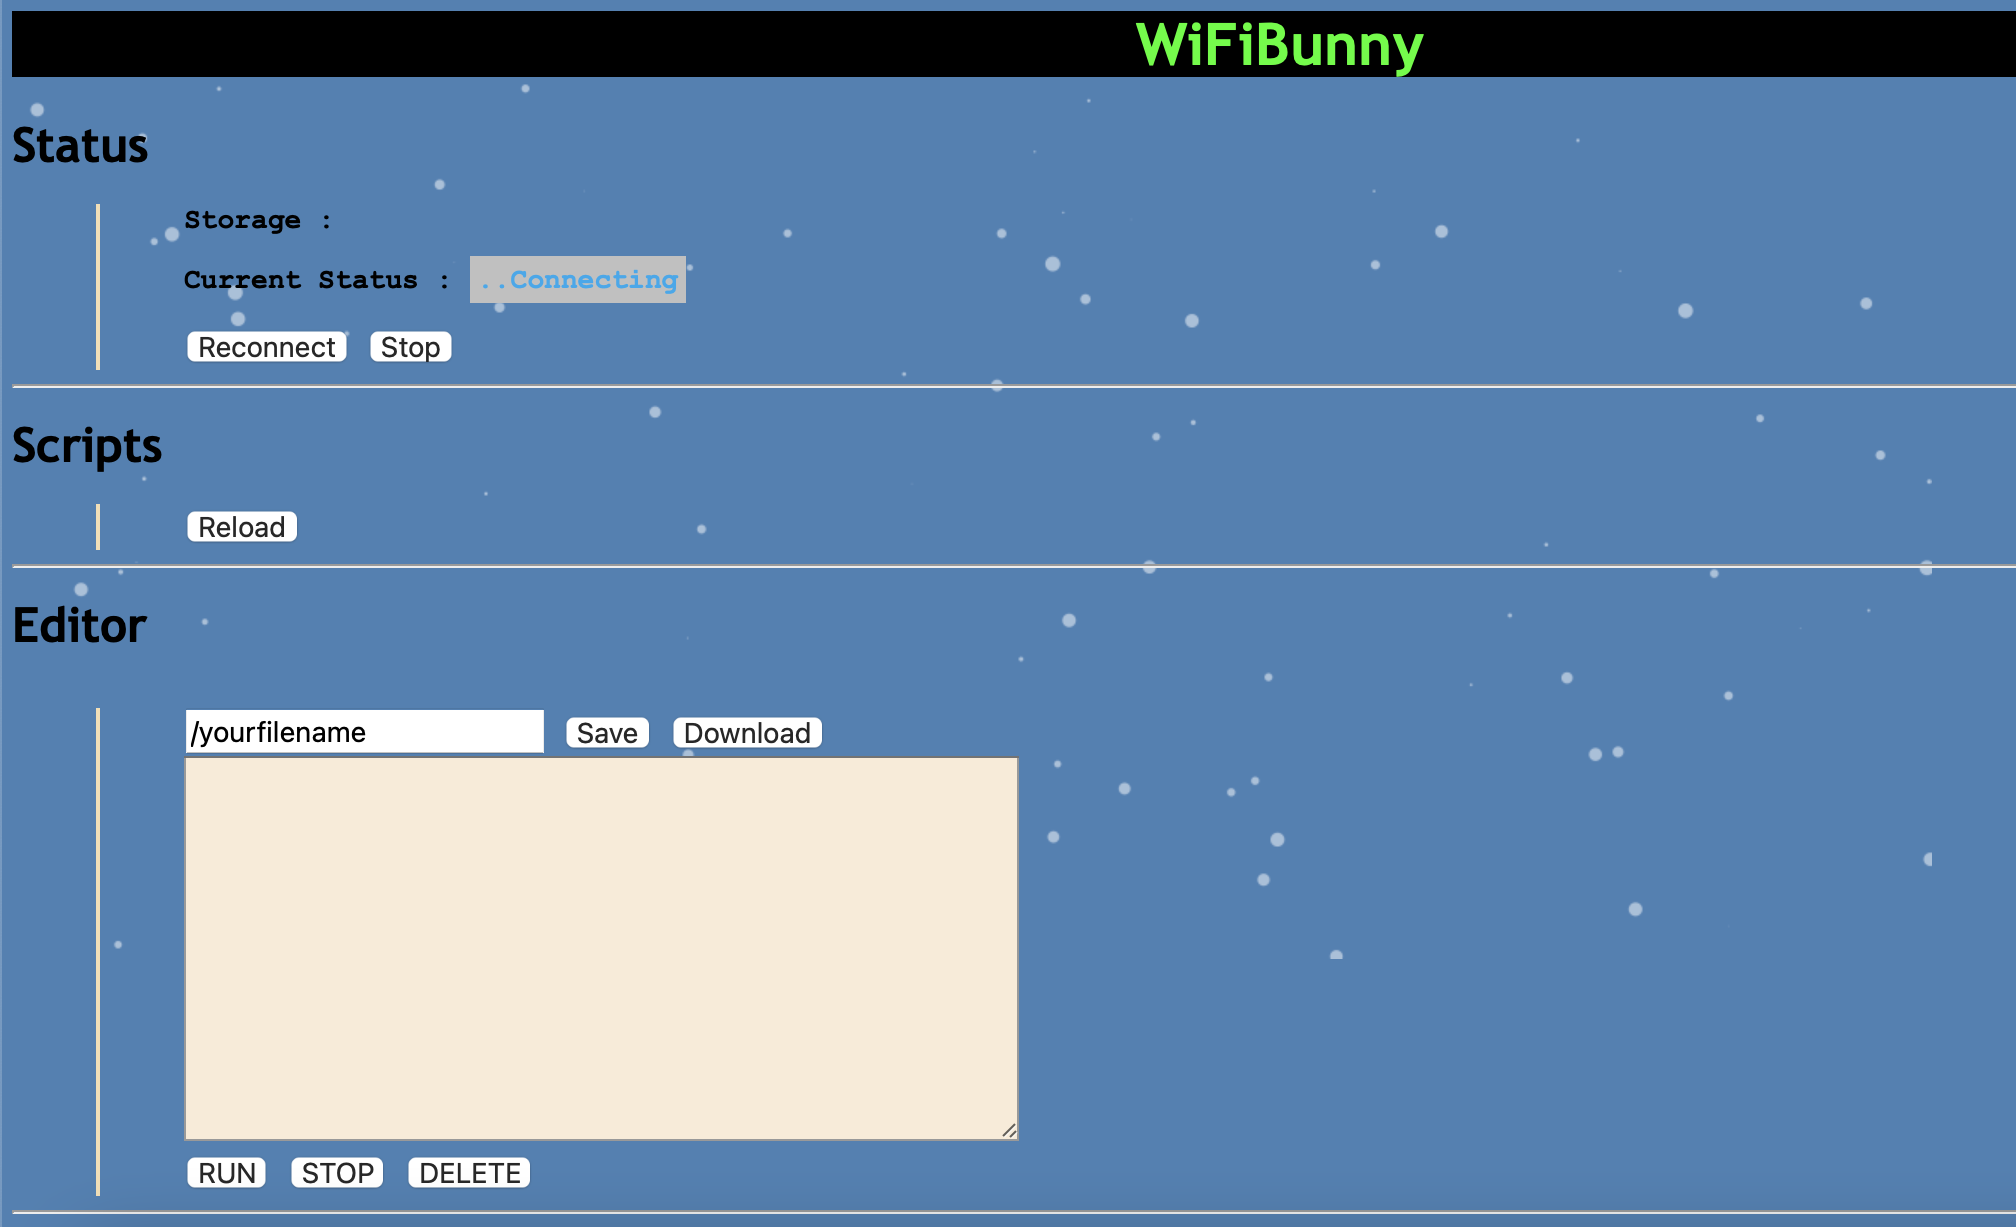 WiFiBunny
Status
Storage :
Current Status : ..Connecting
Reconnect Stop
Scripts
Reload
Editor
/yourfilename Save Download
RUN STOP DELETE